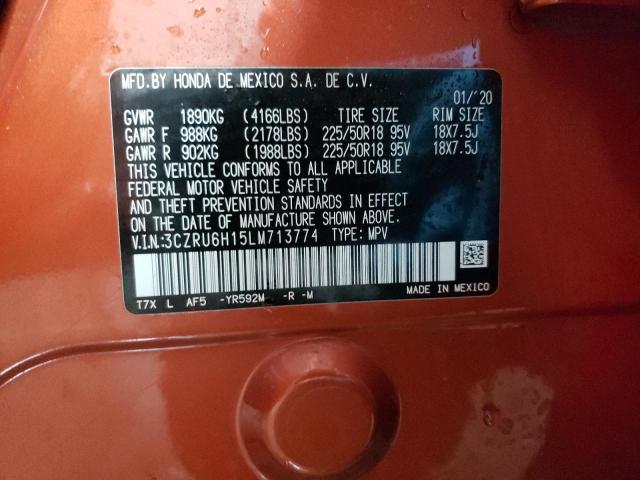 MFD.BY HONDA DE MEXICO S.A. DE C.V.
01/'20
GVWR 1890KG (4166LBS) TIRE SIZE RIM SIZE
GAWR F 988KG (2178LBS) 225/50R18 95V 18X7.5J
GAWR R 902KG (1988LBS) 225/50R18 95V 18X7.5J
THIS VEHICLE CONFORMS TO ALL APPLICABLE
FEDERAL MOTOR VEHICLE SAFETY
AND THEFT PREVENTION STANDARDS IN EFFECT
ON THE DATE OF MANUFACTURE SHOWN ABOVE.
V.I.N.:3CZRU6H15LM713774 TYPE: MPV
T7X L AF5 -YR592M -R -M MADE IN MEXICO